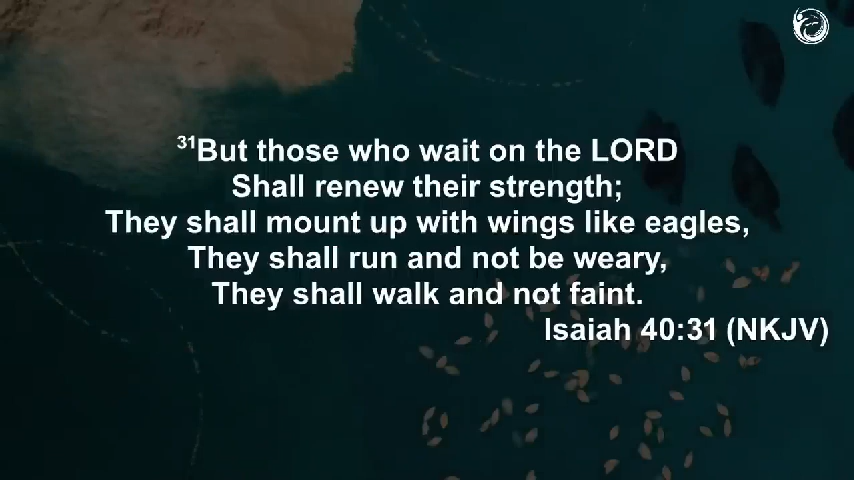 ³¹But those who wait on the LORD
Shall renew their strength;
They shall mount up with wings like eagles,
They shall run and not be weary,
They shall walk and not faint.
Isaiah 40:31 (NKJV)